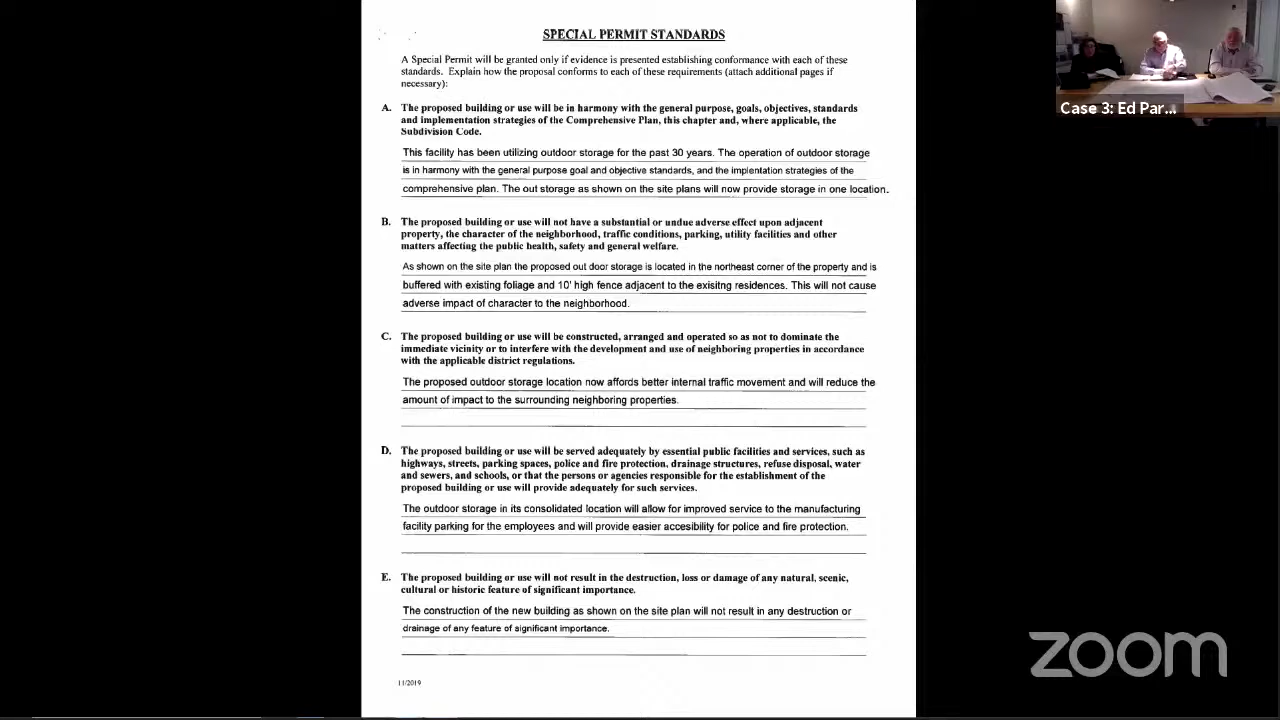 SPECIAL PERMIT STANDARDS
A Special Permit will be granted only if evidence is presented establishing conformance with each of these
standards. Explain how the proposal conforms to each of these requirements (attach additional pages if
necessary):
A. The proposed building or use will be in harmony with the general purpose, goals, objectives, standards
and implementation strategies of the Comprehensive Plan, this chapter and, where applicable, the
Subdivision Code.
This facility has been utilizing outdoor storage for the past 30 years. The operation of outdoor storage
is in harmony with the general purpose goal and objective standards, and the implentation strategies of the
comprehensive plan. The out storage as shown on the site plans will now provide storage in one location.
B. The proposed building or use will not have a substantial or undue adverse effect upon adjacent
property, the character of the neighborhood, traffic conditions, parking, utility facilities and other
matters affecting the public health, safety and general welfare.
As shown on the site plan the proposed out door storage is located in the northeast corner of the property and is
buffered with existing foliage and 10' high fence adjacent to the exisitng residences. This will not cause
adverse impact of character to the neighborhood.
C. The proposed building or use will be constructed, arranged and operated so as not to dominate the
immediate vicinity or to interfere with the development and use of neighboring properties in accordance
with the applicable district regulations.
The proposed outdoor storage location now affords better internal traffic movement and will reduce the
amount of impact to the surrounding neighboring properties.
D. The proposed building or use will be served adequately by essential public facilities and services, such as
highways, streets, parking spaces, police and fire protection, drainage structures, refuse disposal, water
and sewers, and schools, or that the persons or agencies responsible for the establishment of the
proposed building or use will provide adequately for such services.
The outdoor storage in its consolidated location will allow for improved service to the manufacturing
facility parking for the employees and will provide easier accesibility for police and fire protection.
E. The proposed building or use will not result in the destruction, loss or damage of any natural, scenic,
cultural or historic feature of significant importance.
The construction of the new building as shown on the site plan will not result in any destruction or
drainage of any feature of significant importance.
11/2019
Case 3: Ed Par...
zoom